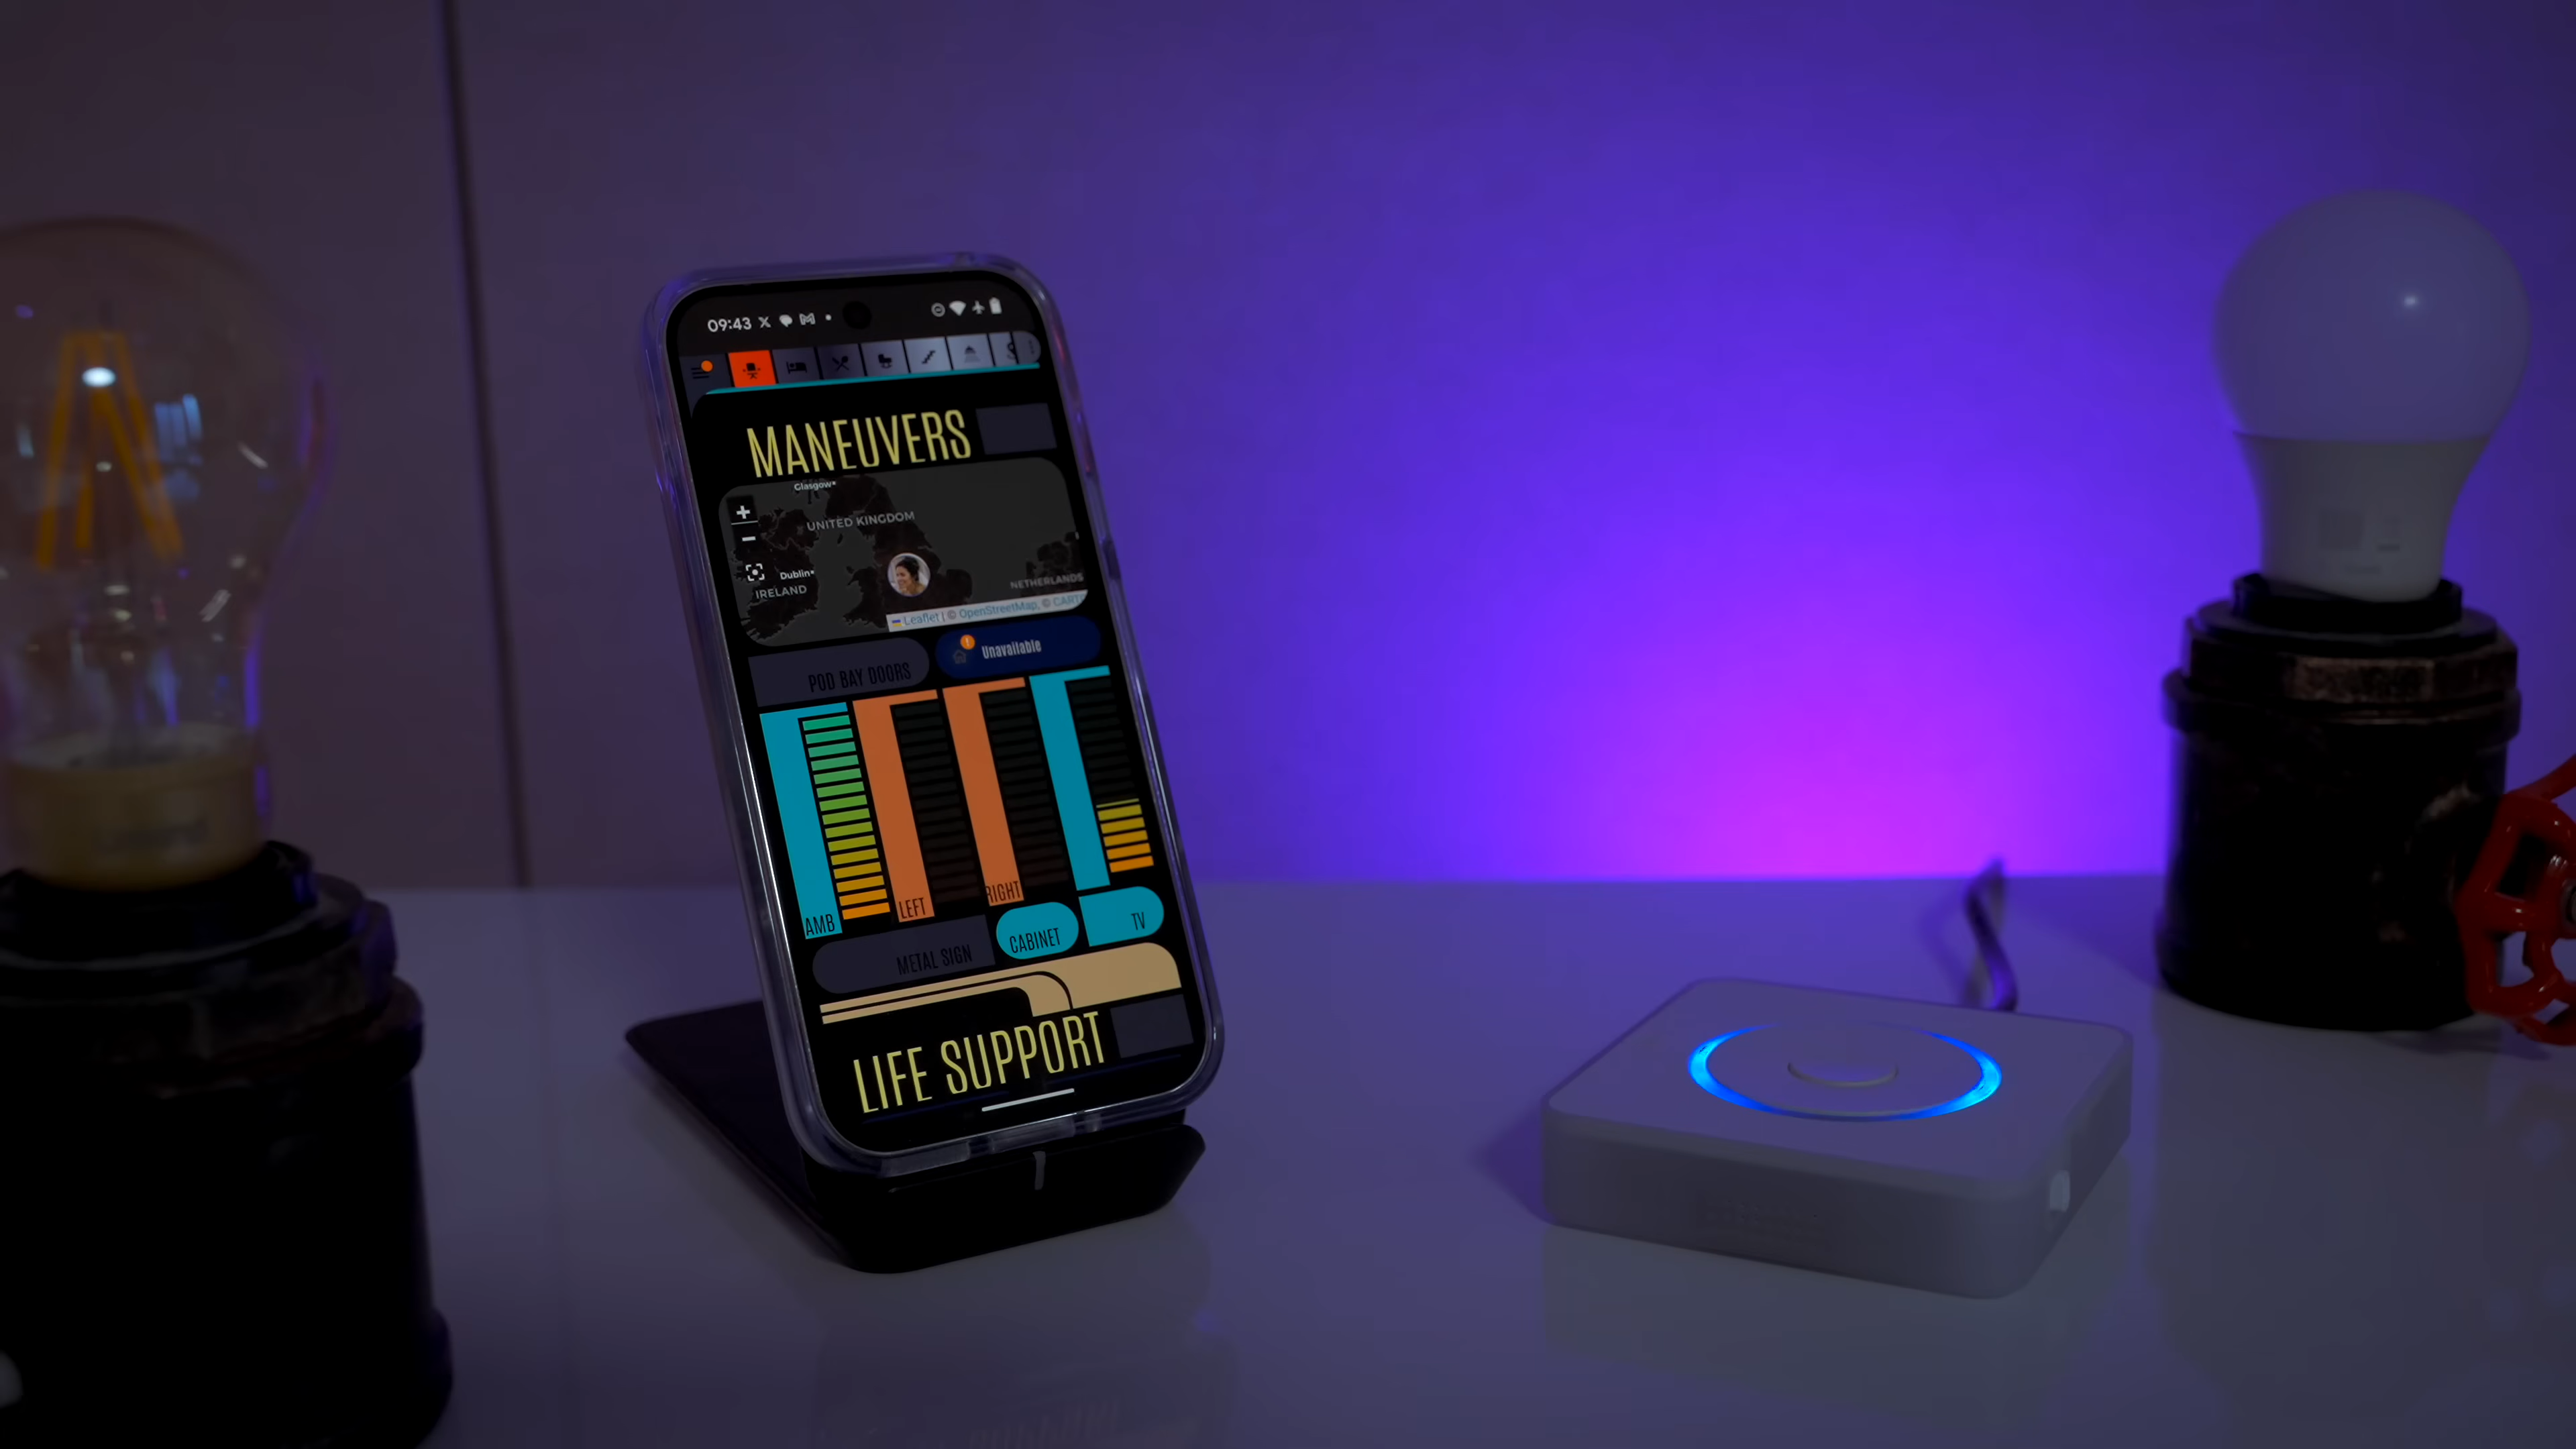 09:43
MANEUVERS
Glasgow
UNITED KINGDOM
Dublin
IRELAND
NETHERLANDS
Leaflet | © OpenStreetMap, © CARTO
POD BAY DOORS
Unavailable
AMB
LEFT
RIGHT
METAL SIGN
CABINET
TV
LIFE SUPPORT